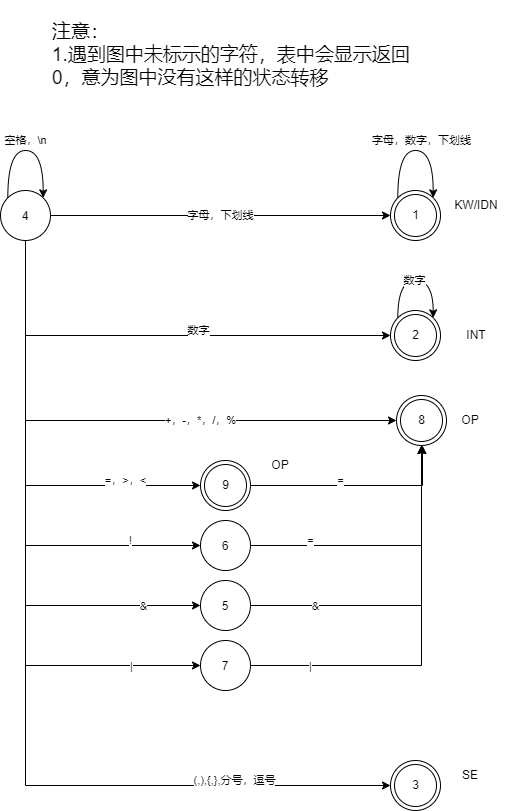 注意：
1.遇到图中未标示的字符，表中会显示返回
0，意为图中没有这样的状态转移
空格，\n
字母，数字，下划线
4
字母，下划线
1
KW/IDN
数字
数字
2
INT
+，-，*，/，%
8
OP
OP
=，>，<
9
=
!
6
=
&
5
&
|
7
|
(,),{,},分号，逗号
3
SE